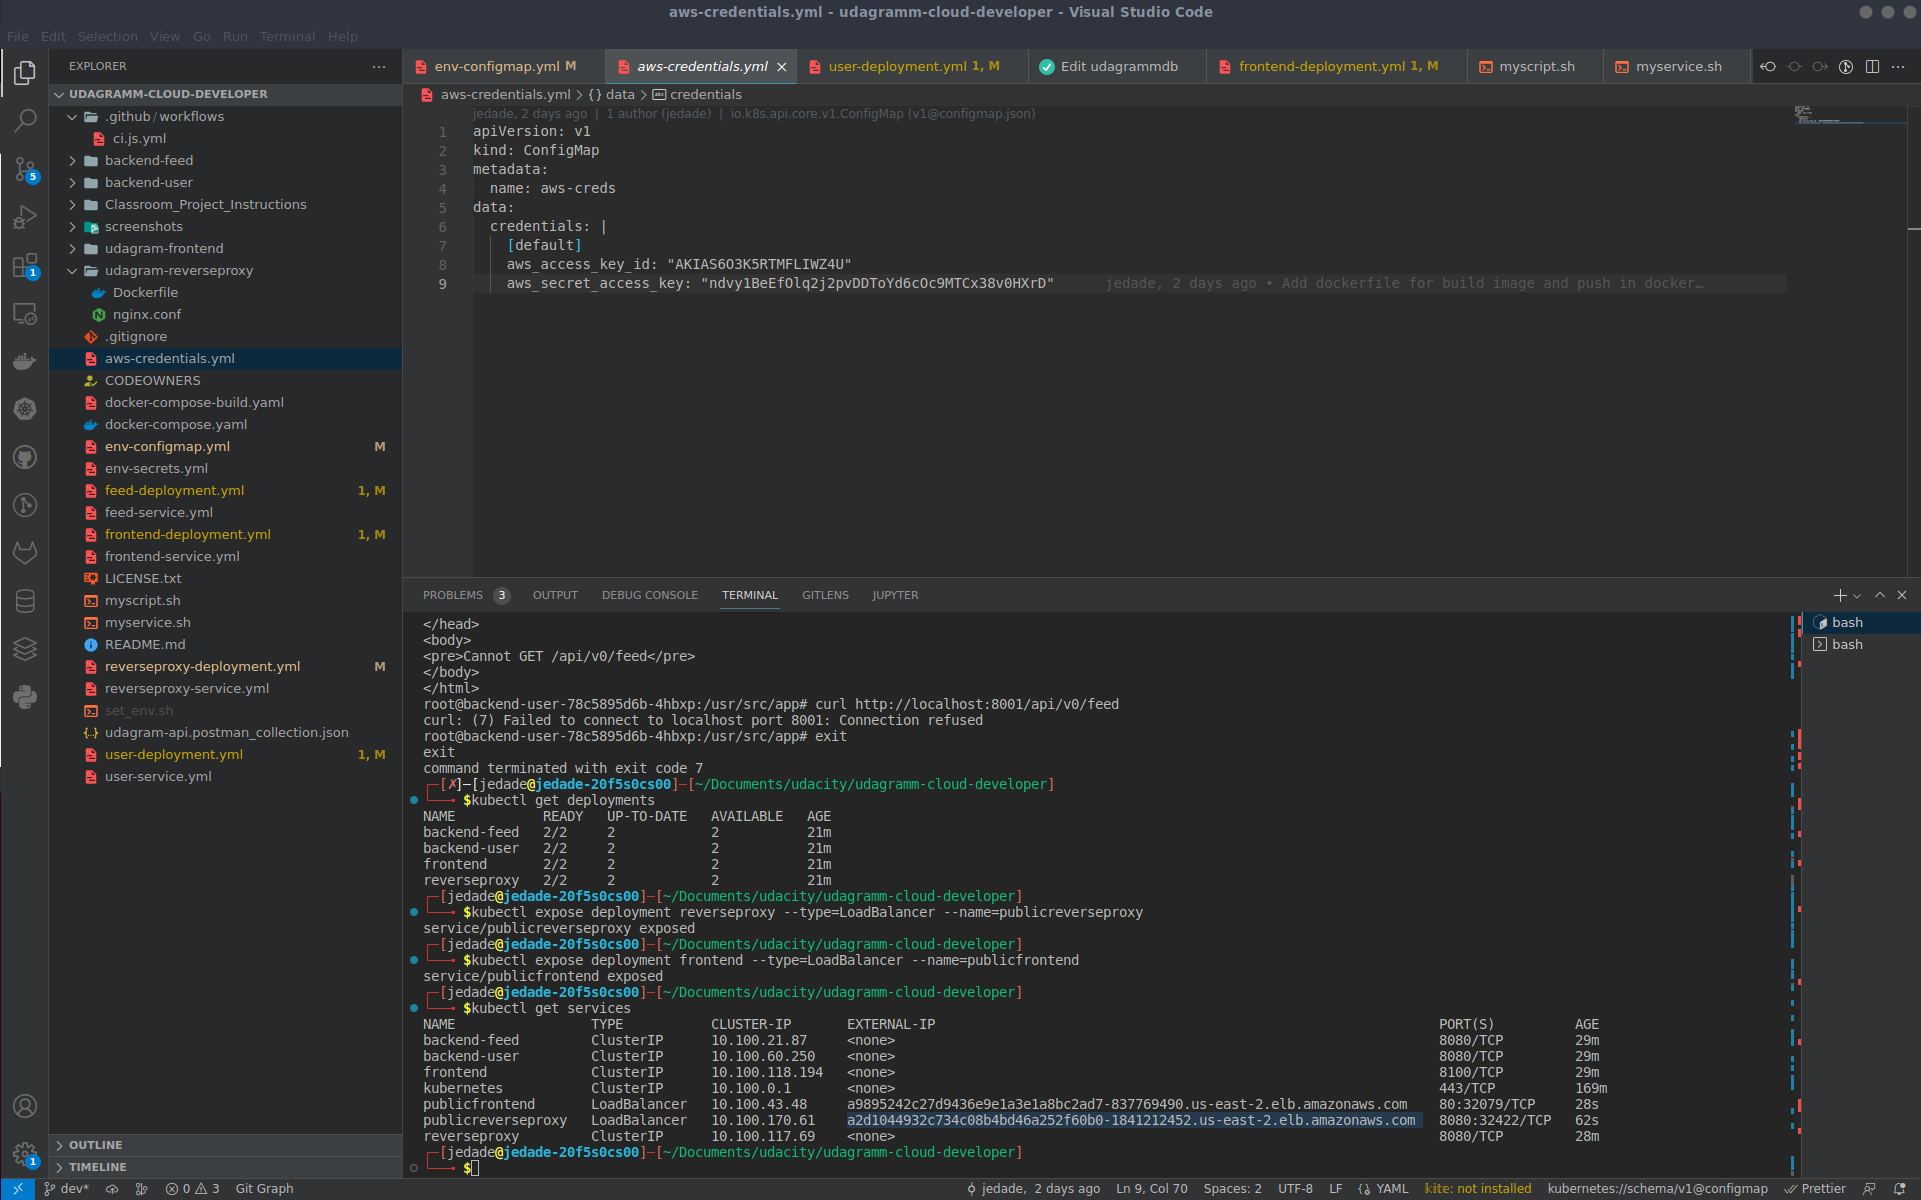 aws-credentials.yml - udagramm-cloud-developer - Visual Studio Code
File Edit Selection View Go Run Terminal Help
EXPLORER
UDAGRAMM-CLOUD-DEVELOPER
.github / workflows
ci.js.yml
backend-feed
backend-user
Classroom_Project_Instructions
screenshots
udagram-frontend
udagram-reverseproxy
Dockerfile
nginx.conf
.gitignore
aws-credentials.yml
CODEOWNERS
docker-compose-build.yaml
docker-compose.yaml
env-configmap.yml M
env-secrets.yml
feed-deployment.yml 1, M
feed-service.yml
frontend-deployment.yml 1, M
frontend-service.yml
LICENSE.txt
myscript.sh
myservice.sh
README.md
reverseproxy-deployment.yml M
reverseproxy-service.yml
set_env.sh
udagram-api.postman_collection.json
user-deployment.yml 1, M
user-service.yml
OUTLINE
TIMELINE
5
1
1
env-configmap.yml M aws-credentials.yml user-deployment.yml 1, M Edit udagrammdb frontend-deployment.yml 1, M myscript.sh myservice.sh
aws-credentials.yml > {} data > credentials
jedade, 2 days ago | 1 author (jedade) | io.k8s.api.core.v1.ConfigMap (v1@configmap.json)
1 apiVersion: v1
2 kind: ConfigMap
3 metadata:
4 name: aws-creds
5 data:
6 credentials: |
7 [default]
8 aws_access_key_id: "AKIAS6O3K5RTMFLIWZ4U"
9 aws_secret_access_key: "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" jedade, 2 days ago • Add dockerfile for build image and push in docker…
PROBLEMS 3 OUTPUT DEBUG CONSOLE TERMINAL GITLENS JUPYTER
bash
bash
</head>
<body>
<pre>Cannot GET /api/v0/feed</pre>
</body>
</html>
root@backend-user-78c5895d6b-4hbxp:/usr/src/app# curl http://localhost:8001/api/v0/feed
curl: (7) Failed to connect to localhost port 8001: Connection refused
root@backend-user-78c5895d6b-4hbxp:/usr/src/app# exit
exit
command terminated with exit code 7
[✗]─[jedade@jedade-20f5s0cs00]─[~/Documents/udacity/udagramm-cloud-developer]
$kubectl get deployments
NAME READY UP-TO-DATE AVAILABLE AGE
backend-feed 2/2 2 2 21m
backend-user 2/2 2 2 21m
frontend 2/2 2 2 21m
reverseproxy 2/2 2 2 21m
[jedade@jedade-20f5s0cs00]─[~/Documents/udacity/udagramm-cloud-developer]
$kubectl expose deployment reverseproxy --type=LoadBalancer --name=publicreverseproxy
service/publicreverseproxy exposed
[jedade@jedade-20f5s0cs00]─[~/Documents/udacity/udagramm-cloud-developer]
$kubectl expose deployment frontend --type=LoadBalancer --name=publicfrontend
service/publicfrontend exposed
[jedade@jedade-20f5s0cs00]─[~/Documents/udacity/udagramm-cloud-developer]
$kubectl get services
NAME TYPE CLUSTER-IP EXTERNAL-IP PORT(S) AGE
backend-feed ClusterIP 10.100.21.87 <none> 8080/TCP 29m
backend-user ClusterIP 10.100.60.250 <none> 8080/TCP 29m
frontend ClusterIP 10.100.118.194 <none> 8100/TCP 29m
kubernetes ClusterIP 10.100.0.1 <none> 443/TCP 169m
publicfrontend LoadBalancer 10.100.43.48 a9895242c27d9436e9e1a3e1a8bc2ad7-837769490.us-east-2.elb.amazonaws.com 80:32079/TCP 28s
publicreverseproxy LoadBalancer 10.100.170.61 a2d1044932c734c08b4bd46a252f60b0-1841212452.us-east-2.elb.amazonaws.com 8080:32422/TCP 62s
reverseproxy ClusterIP 10.100.117.69 <none> 8080/TCP 28m
[jedade@jedade-20f5s0cs00]─[~/Documents/udacity/udagramm-cloud-developer]
$
dev* 0 3 Git Graph jedade, 2 days ago Ln 9, Col 70 Spaces: 2 UTF-8 LF YAML kite: not installed kubernetes://schema/v1@configmap Prettier